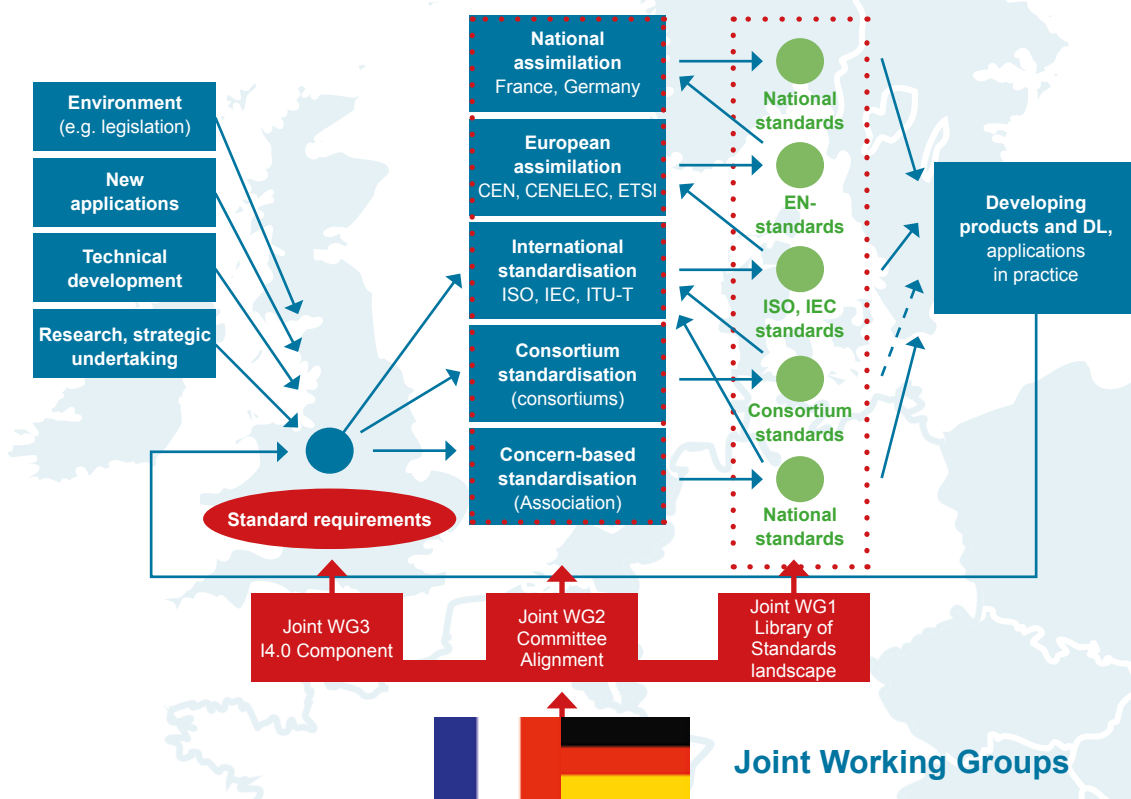 Environment
(e.g. legislation)
New
applications
Technical
development
Research, strategic
undertaking
Standard requirements
National
assimilation
France, Germany
European
assimilation
CEN, CENELEC, ETSI
International
standardisation
ISO, IEC, ITU-T
Consortium
standardisation
(consortiums)
Concern-based
standardisation
(Association)
National
standards
EN-
standards
ISO, IEC
standards
Consortium
standards
National
standards
Developing
products and DL,
applications
in practice
Joint WG3
I4.0 Component
Joint WG2
Committee
Alignment
Joint WG1
Library of
Standards
landscape
Joint Working Groups